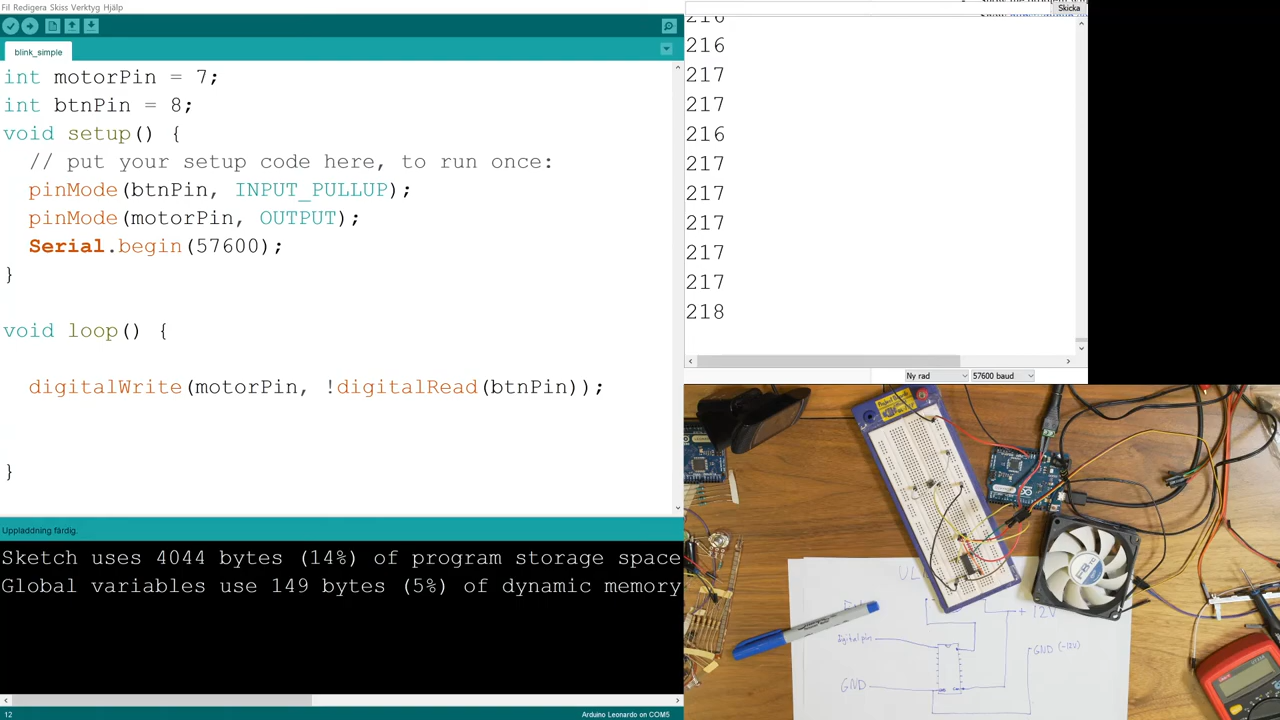 Fil Redigera Skiss Verktyg Hjälp
blink_simple
int motorPin = 7;
int btnPin = 8;
void setup() {
// put your setup code here, to run once:
pinMode(btnPin, INPUT_PULLUP);
pinMode(motorPin, OUTPUT);
Serial.begin(57600);
}
void loop() {
digitalWrite(motorPin, !digitalRead(btnPin));
}
Uppladdning färdig.
Sketch uses 4044 bytes (14%) of program storage space
Global variables use 149 bytes (5%) of dynamic memory
12
Arduino Leonardo on COM5
Skicka
216
216
217
217
216
217
217
217
217
217
218
Ny rad
57600 baud
UL
+ 12V
digital pin
GND (-12V)
GND